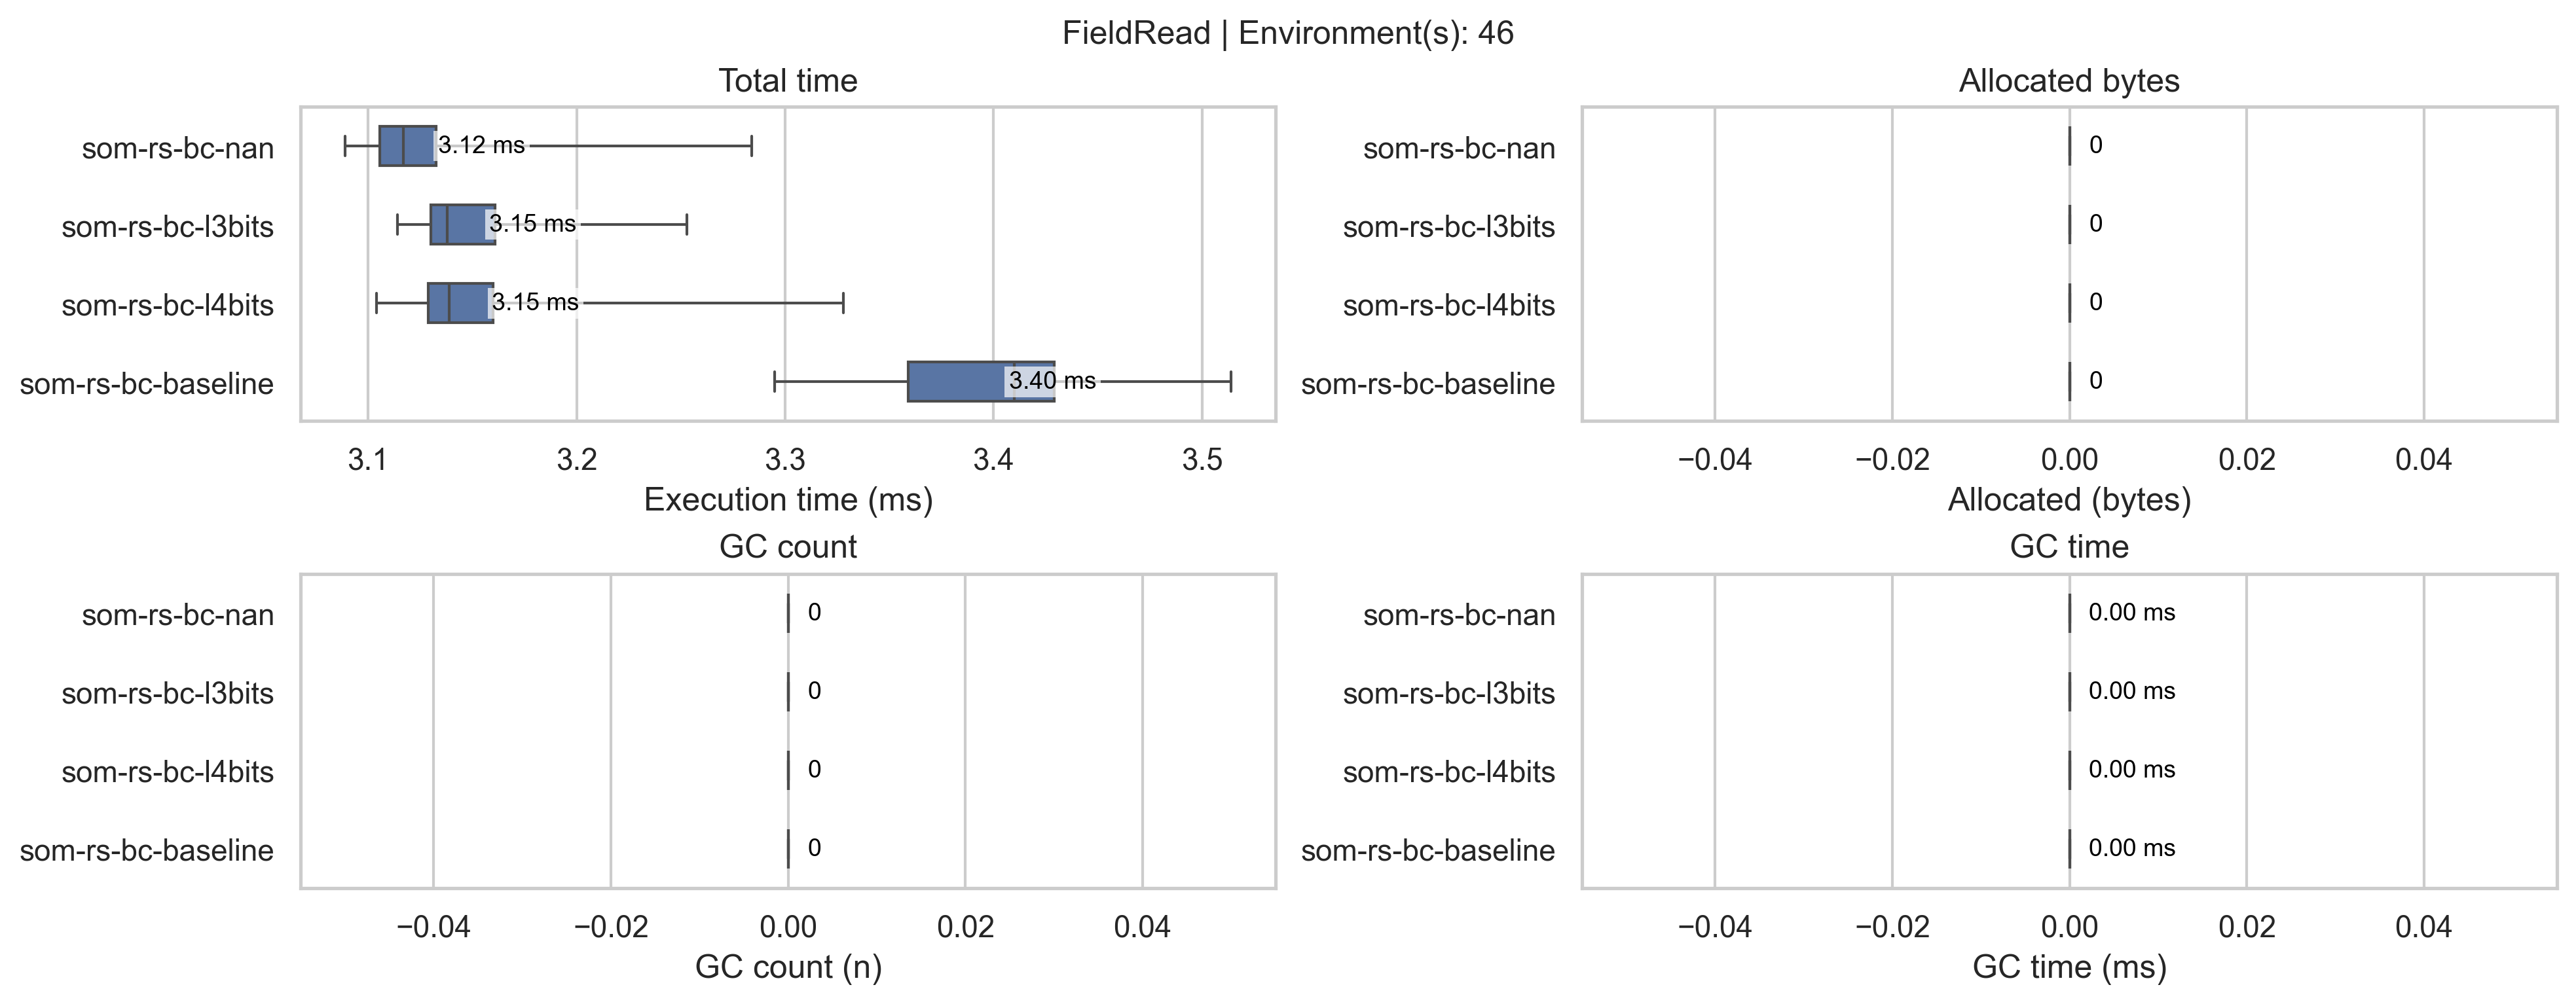 FieldRead | Environment(s): 46
Total time
som-rs-bc-nan
3.12 ms
som-rs-bc-l3bits
3.15 ms
som-rs-bc-l4bits
3.15 ms
som-rs-bc-baseline
3.40 ms
3.1 3.2 3.3 3.4 3.5
Execution time (ms)
Allocated bytes
som-rs-bc-nan
0
som-rs-bc-l3bits
0
som-rs-bc-l4bits
0
som-rs-bc-baseline
0
−0.04 −0.02 0.00 0.02 0.04
Allocated (bytes)
GC count
som-rs-bc-nan
0
som-rs-bc-l3bits
0
som-rs-bc-l4bits
0
som-rs-bc-baseline
0
−0.04 −0.02 0.00 0.02 0.04
GC count (n)
GC time
som-rs-bc-nan
0.00 ms
som-rs-bc-l3bits
0.00 ms
som-rs-bc-l4bits
0.00 ms
som-rs-bc-baseline
0.00 ms
−0.04 −0.02 0.00 0.02 0.04
GC time (ms)